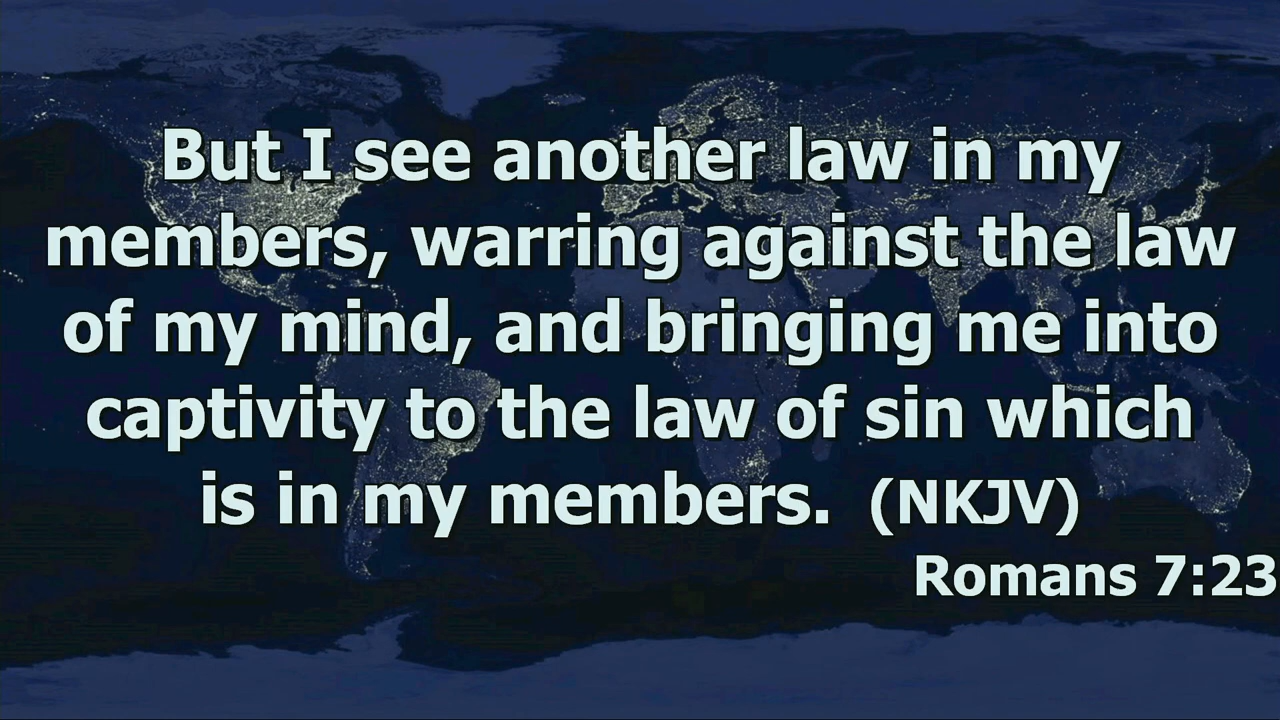 But I see another law in my
members, warring against the law
of my mind, and bringing me into
captivity to the law of sin which
is in my members. (NKJV)
Romans 7:23